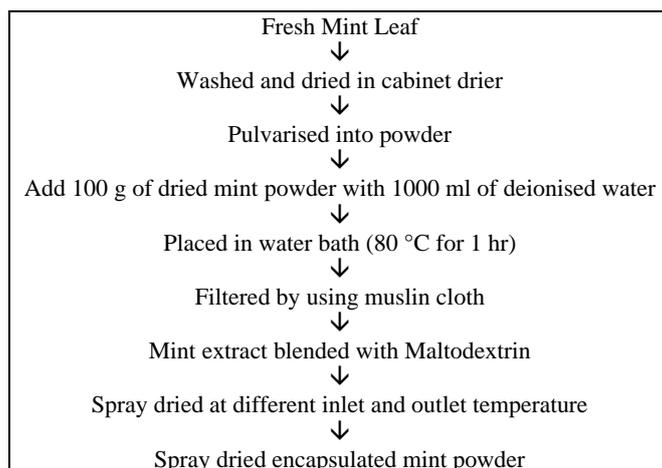 Fresh Mint Leaf
↓
Washed and dried in cabinet drier
↓
Pulvarised into powder
↓
Add 100 g of dried mint powder with 1000 ml of deionised water
↓
Placed in water bath (80 °C for 1 hr)
↓
Filtered by using muslin cloth
↓
Mint extract blended with Maltodextrin
↓
Spray dried at different inlet and outlet temperature
↓
Spray dried encapsulated mint powder